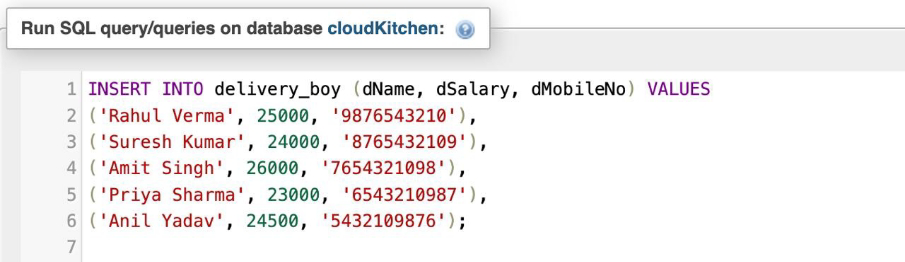 Run SQL query/queries on database cloudKitchen:
1 INSERT INTO delivery_boy (dName, dSalary, dMobileNo) VALUES
2 ('Rahul Verma', 25000, '9876543210'),
3 ('Suresh Kumar', 24000, '8765432109'),
4 ('Amit Singh', 26000, '7654321098'),
5 ('Priya Sharma', 23000, '6543210987'),
6 ('Anil Yadav', 24500, '5432109876');
7